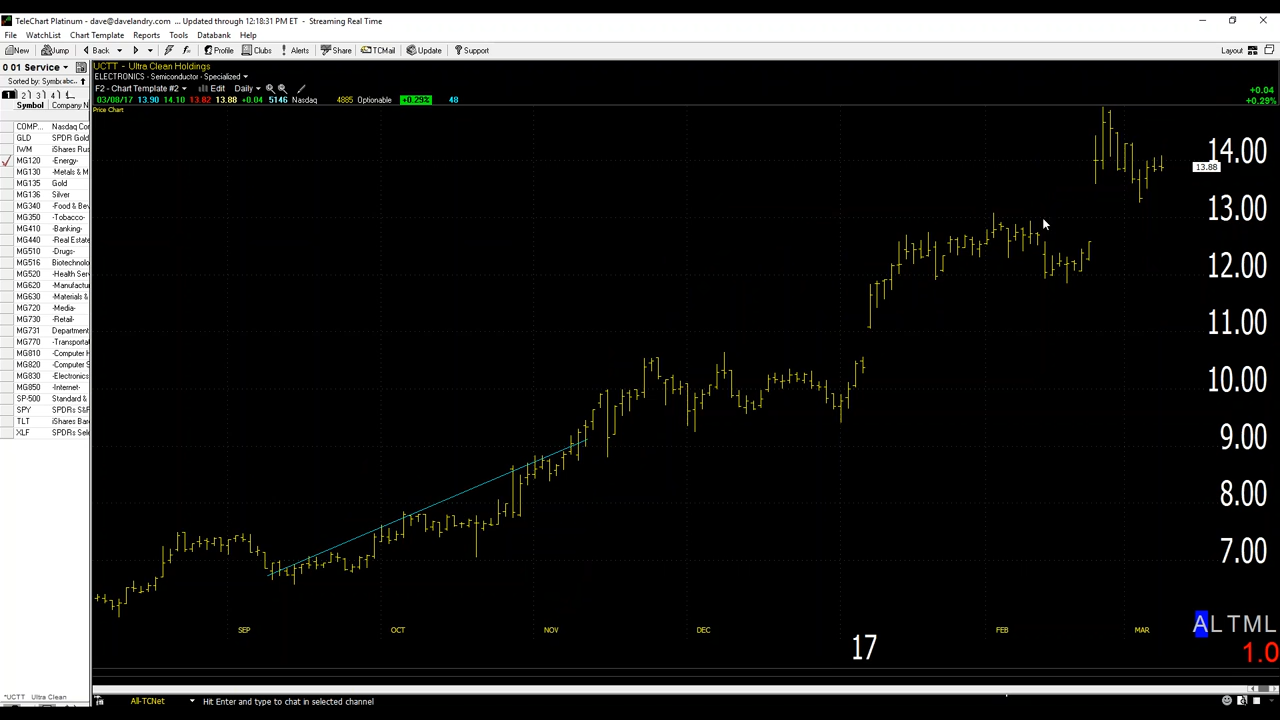 TeleChart Platinum - dave@davelandry.com ... Updated through 12:18:31 PM ET - Streaming Real Time
File WatchList Chart Template Reports Tools Databank Help
New Jump Back Profile Clubs Alerts Share TCMail Update Support Layout
0 01 Service
Sorted by: Symbol
1 2 3 4
Symbol Company N
COMP... Nasdaq Cor
GLD SPDR Gold
IWM iShares Rus
MG120 -Energy-
MG130 -Metals & M
MG135 Gold
MG136 Silver
MG340 -Food & Bev
MG350 -Tobacco-
MG410 -Banking-
MG440 -Real Estate
MG510 -Drugs-
MG516 Biotechnolo
MG520 -Health Serv
MG620 -Manufactur
MG630 -Materials &
MG720 -Media-
MG730 -Retail-
MG731 Department
MG770 -Transportat
MG810 -Computer H
MG820 -Computer S
MG830 -Electronics
MG850 -Internet-
SP-500 Standard &
SPY SPDRs S&P
TLT iShares Bar
XLF SPDRs Sele
*UCTT Ultra Clean
UCTT - Ultra Clean Holdings
ELECTRONICS - Semiconductor - Specialized
F2 - Chart Template #2 Edit Daily
03/08/17 13.90 14.10 13.82 13.88 +0.04 5146 Nasdaq 4885 Optionable +0.29% 48
+0.04
+0.29%
Price Chart
14.00
13.88
13.00
12.00
11.00
10.00
9.00
8.00
7.00
SEP OCT NOV DEC 17 FEB MAR
ALTML
1.0
All-TCNet Hit Enter and type to chat in selected channel